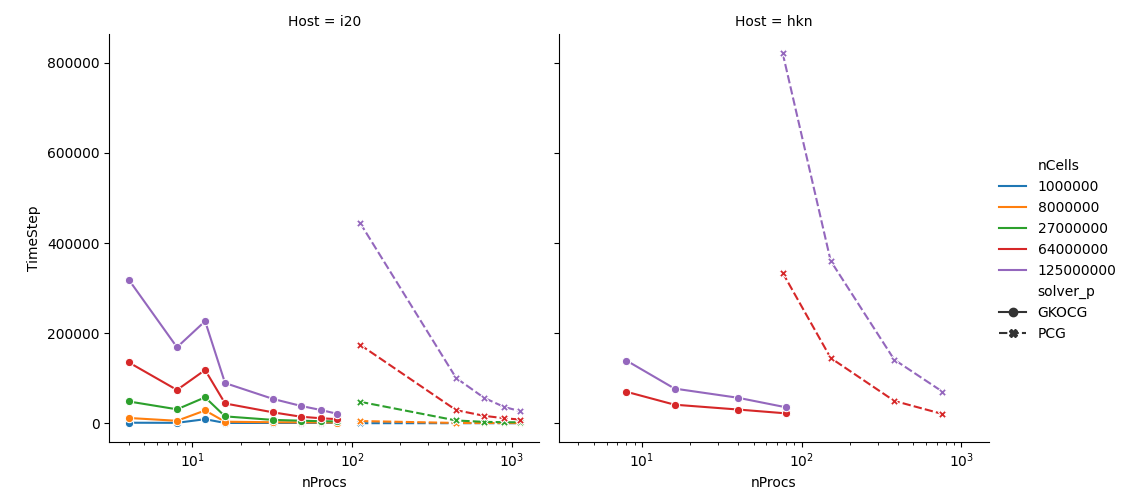 Host = i20
Host = hkn
800000
600000
400000
200000
0
TimeStep
10¹
10²
10³
10¹
10²
10³
nProcs
nProcs
nCells
1000000
8000000
27000000
64000000
125000000
solver_p
GKOCG
PCG